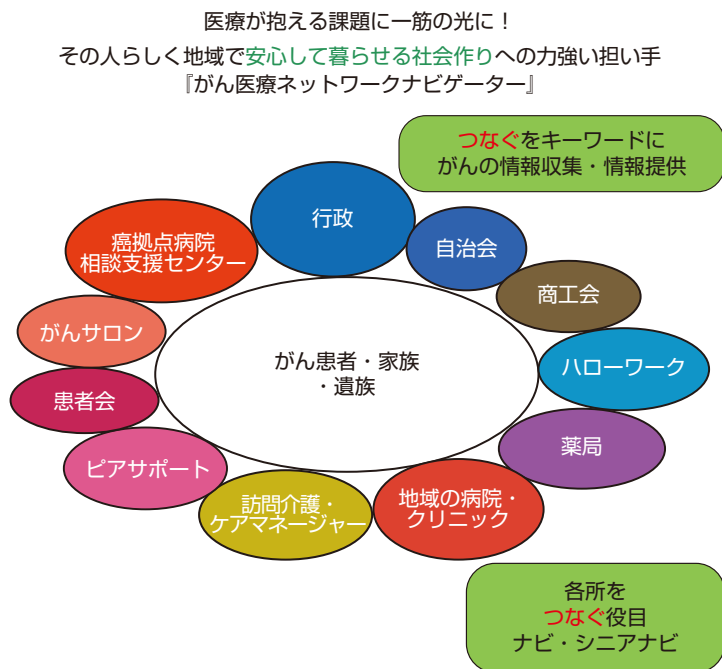 医療が抱える課題に一筋の光に！
その人らしく地域で安心して暮らせる社会作りへの力強い担い手
『がん医療ネットワークナビゲーター』
つなぐをキーワードに
がんの情報収集・情報提供
行政
自治会
癌拠点病院
相談支援センター
商工会
がんサロン
ハローワーク
がん患者・家族
・遺族
患者会
薬局
ピアサポート
訪問介護・
ケアマネージャー
地域の病院・
クリニック
各所を
つなぐ役目
ナビ・シニアナビ